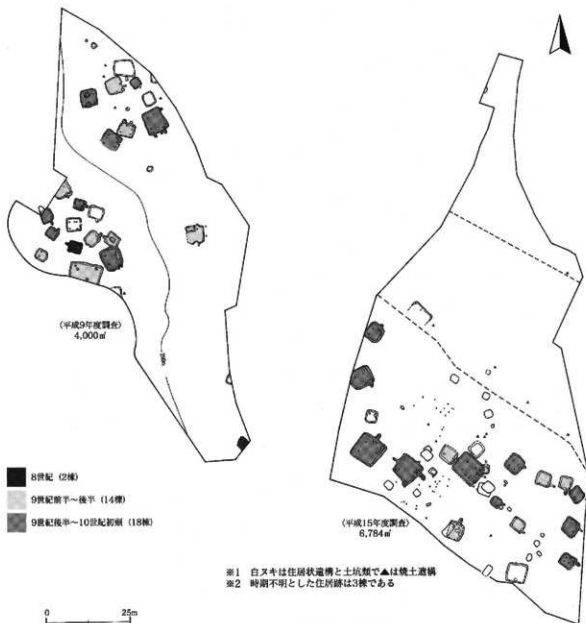 〈平成9年度調査〉
4,000㎡
8世紀（2棟）
9世紀前半～後半（14棟）
9世紀後半～10世紀初頭（18棟）
〈平成15年度調査〉
6,784㎡
※1 白ヌキは住居状遺構と土坑類で▲は焼土遺構
※2 時期不明とした住居跡は3棟である
0 25m